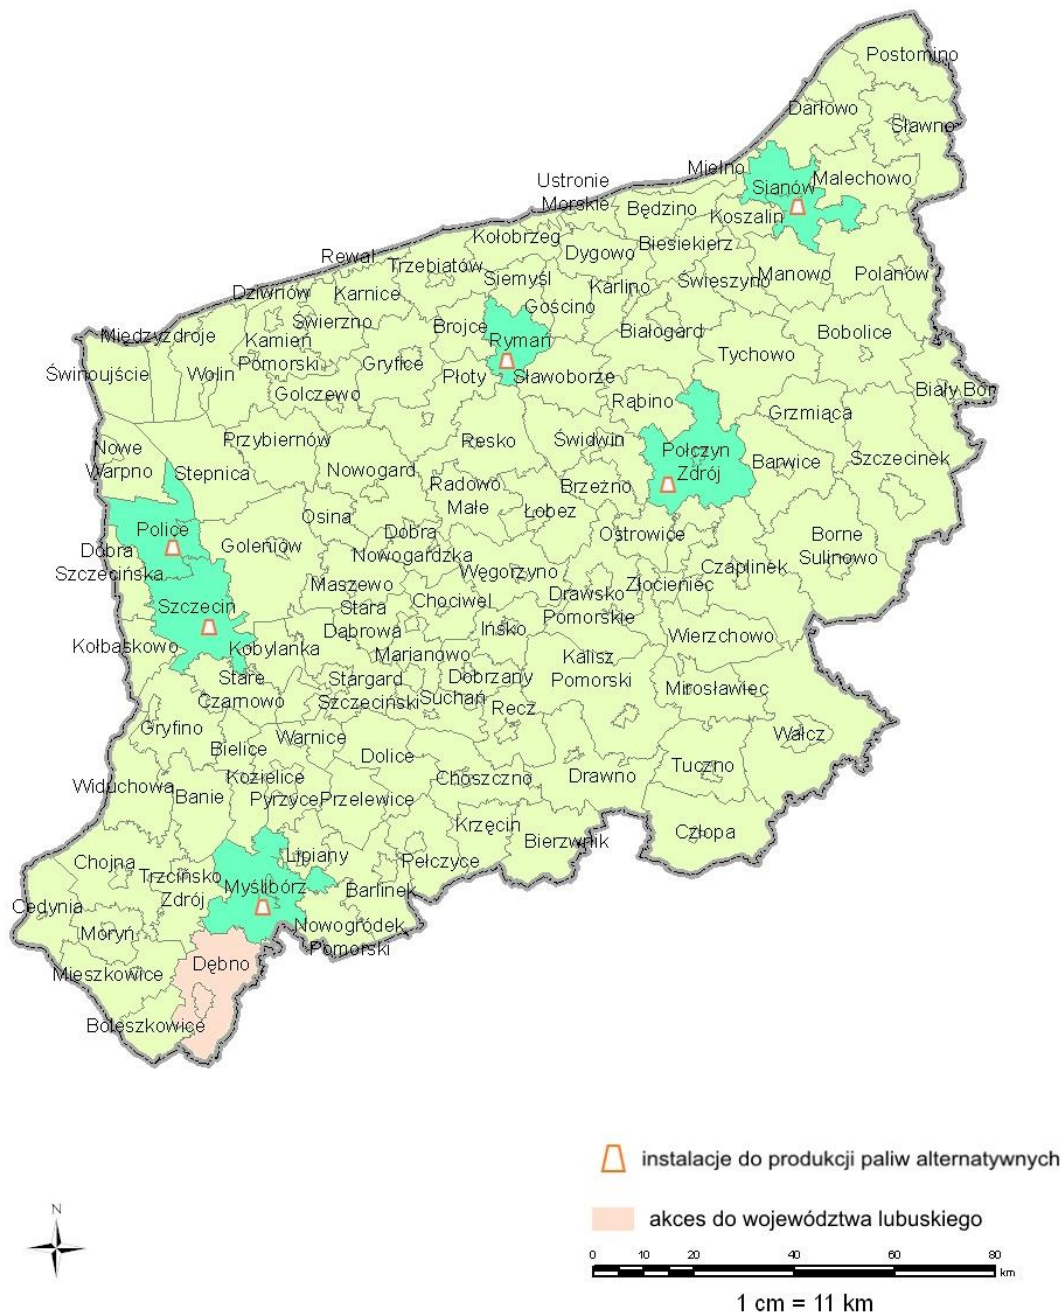 Postomino
Darłowo
Sławno
Mielno
Sianów
Malechowo
Ustronie
Morskie
Będzino
Koszalin
Kołobrzeg
Dygowo
Biesiekierz
Rewal
Trzebiatów
Siemyśl
Karlino
Świeszyno
Manowo
Polanów
Dziwnów
Karnice
Gościno
Świerzno
Brojce
Białogard
Bobolice
Międzyzdroje
Kamień
Pomorski
Rymań
Tychowo
Świnoujście
Wolin
Gryfice
Płoty
Sławoborze
Biały Bór
Golczewo
Rąbino
Grzmiąca
Przybiernów
Resko
Świdwin
Połczyn
Zdrój
Barwice
Szczecinek
Nowe
Warpno
Stepnica
Nowogard
Radowo
Małe
Brzeżno
Łobez
Police
Osina
Dobra
Nowogardzka
Ostrowice
Borne
Sulinowo
Dobra
Szczecińska
Goleniów
Węgorzyno
Złocieniec
Czaplinek
Maszewo
Chociwel
Drawsko
Pomorskie
Szczecin
Stara
Dąbrowa
Ińsko
Wierzchowo
Kołbaskowo
Kobylanka
Marianowo
Kalisz
Pomorski
Stare
Czarnowo
Stargard
Szczeciński
Dobrzany
Suchań
Mirosławiec
Recz
Gryfino
Warnice
Wałcz
Bielice
Dolice
Widuchowa
Kozielice
Choszczno
Drawno
Tuczno
Banie
Pyrzyce
Przelewice
Krzęcin
Bierzwnik
Człopa
Chojna
Trzcińsko
Zdrój
Lipiany
Pełczyce
Myślibórz
Barlinek
Cedynia
Moryń
Nowogródek
Pomorski
Mieszkowice
Dębno
Boleszkowice
instalacje do produkcji paliw alternatywnych
akces do województwa lubuskiego
N
0 10 20 40 60 80
km
1 cm = 11 km